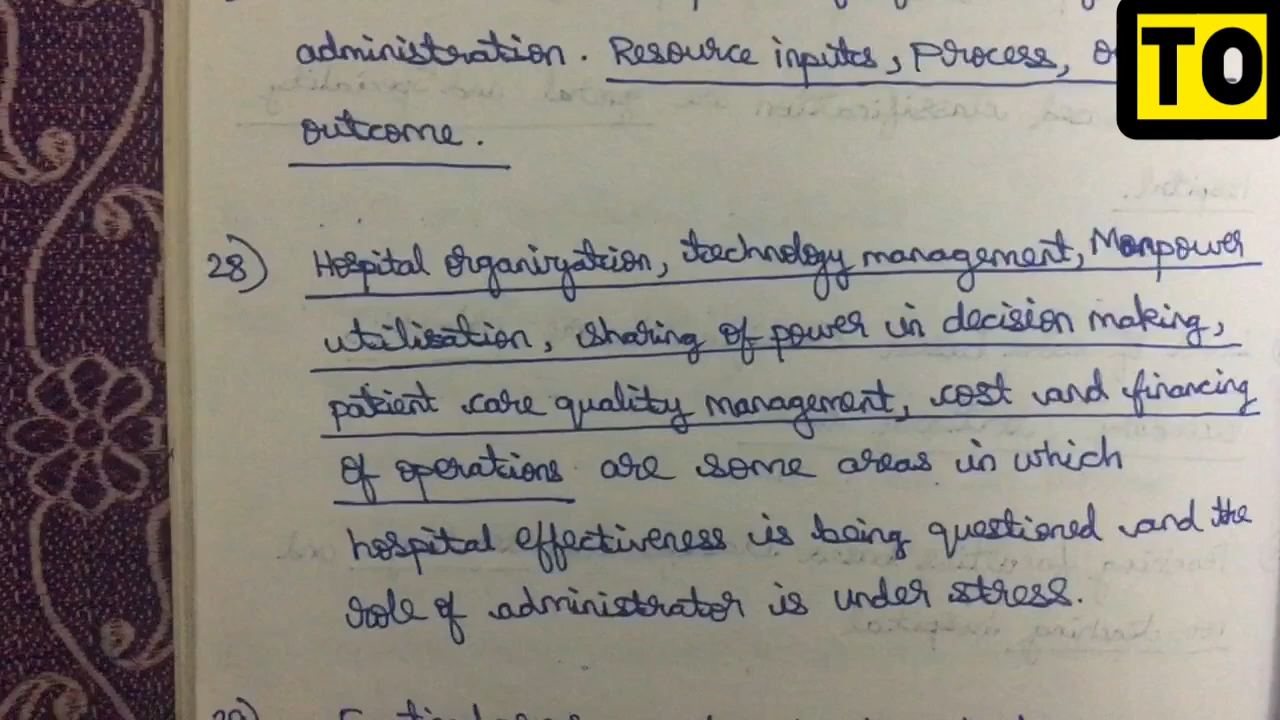 administration. Resource inputs, Process,
TO
outcome.
28) Hospital organization, technology management, Manpower
utilisation, sharing of power in decision making,
patient care quality management, cost and financing
of operations are some areas in which
hospital effectiveness is being questioned and the
role of administrator is under stress.
29)